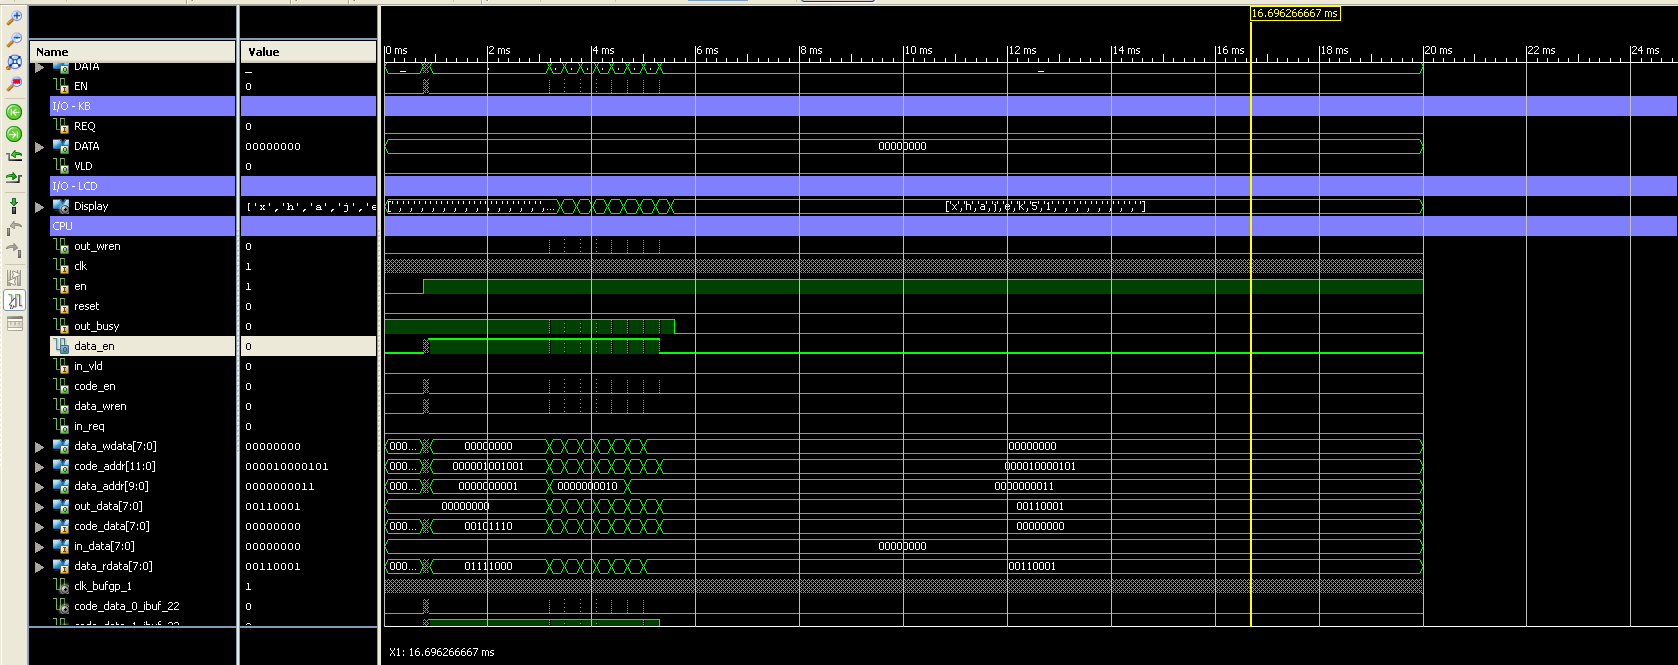 16.696266667 ms
Name Value 0 ms 2 ms 4 ms 6 ms 8 ms 10 ms 12 ms 14 ms 16 ms 18 ms 20 ms 22 ms 24 ms
DATA _ _ _
EN 0
I/O - KB
REQ 0
DATA 00000000 00000000
VLD 0
I/O - LCD
Display ['x','h','a','j','e [',',',',',',',',',',',',',',',',',',',... [x,h,a,j,e,k,5,1,',',',',',',',',']
CPU
out_wren 0
clk 1
en 1
reset 0
out_busy 0
data_en 0
in_vld 0
code_en 0
data_wren 0
in_req 0
data_wdata[7:0] 00000000 000... 00000000 00000000
code_addr[11:0] 000010000101 000... 000001001001 000010000101
data_addr[9:0] 0000000011 000... 0000000001 0000000010 0000000011
out_data[7:0] 00110001 00000000 00110001
code_data[7:0] 00000000 000... 00101110 00000000
in_data[7:0] 00000000 00000000
data_rdata[7:0] 00110001 000... 01111000 00110001
clk_bufgp_1 1
code_data_0_ibuf_22 0
X1: 16.696266667 ms